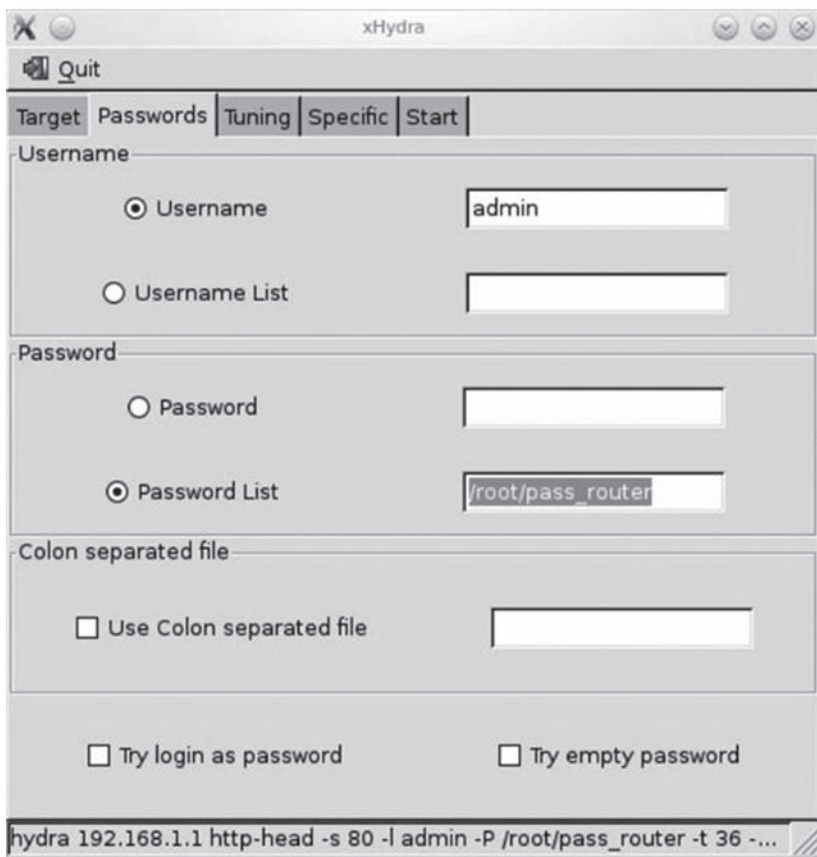 xHydra
Quit
Target Passwords Tuning Specific Start
Username
Username admin
Username List
Password
Password
Password List /root/pass_router
Colon separated file
Use Colon separated file
Try login as password Try empty password
hydra 192.168.1.1 http-head -s 80 -l admin -P /root/pass_router -t 36 -...